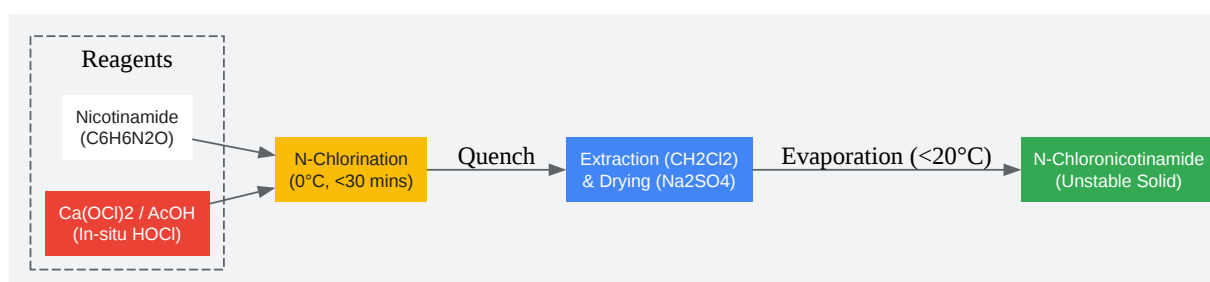 Reagents
Nicotinamide
(C6H6N2O)
Ca(OCl)2 / AcOH
(In-situ HOCl)
N-Chlorination
(0°C, <30 mins)
Quench
Extraction (CH2Cl2)
& Drying (Na2SO4)
Evaporation (<20°C)
N-Chloronicotinamide
(Unstable Solid)